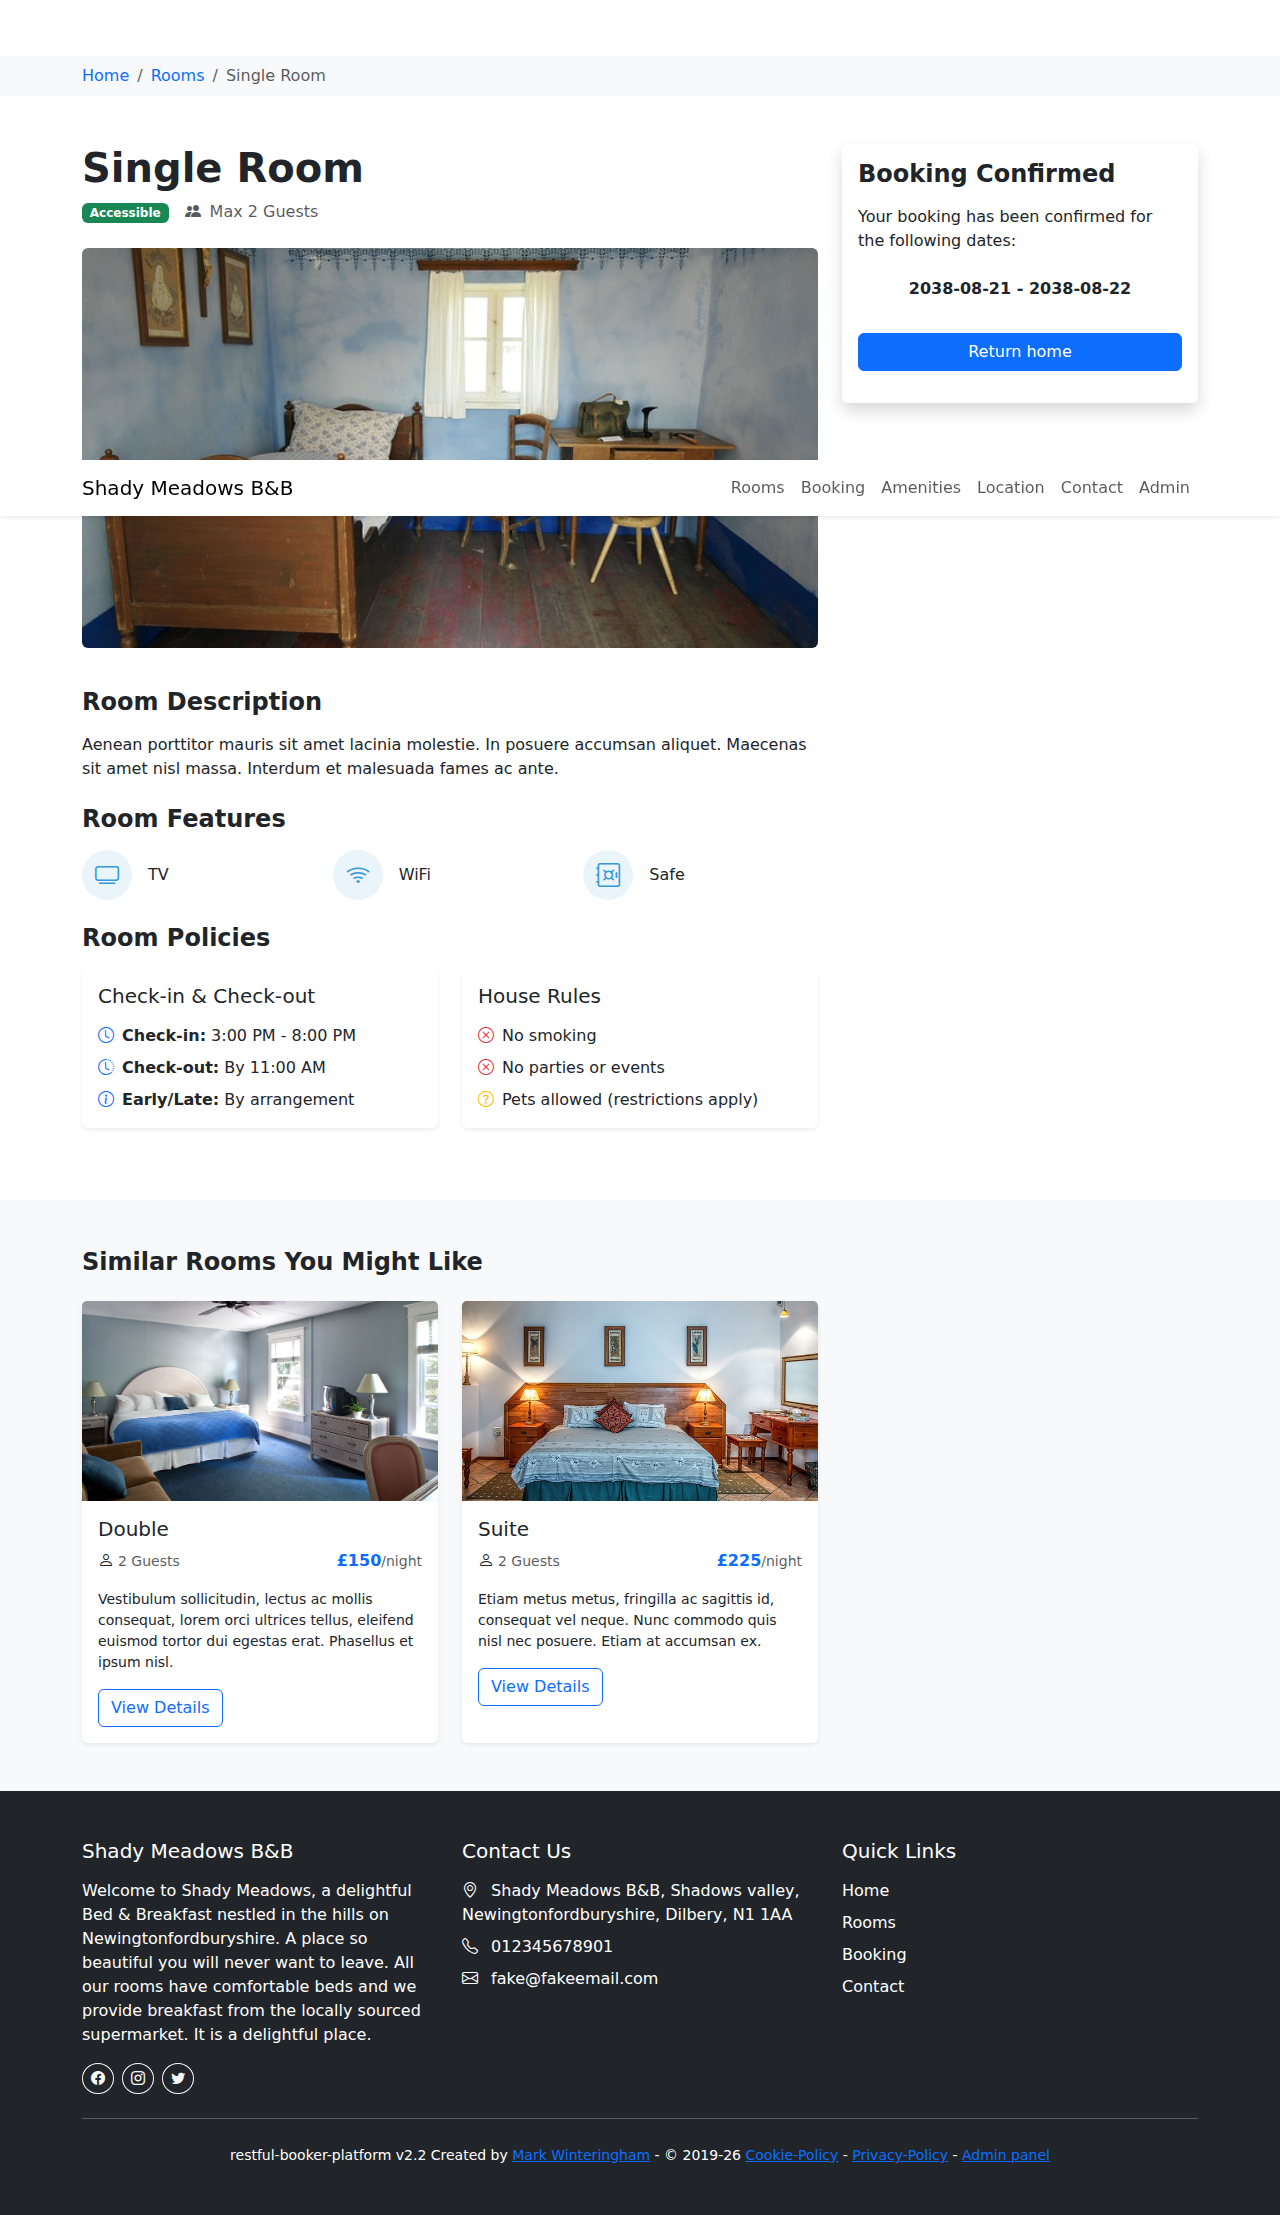 Home / Rooms / Single Room
Single Room
Accessible Max 2 Guests
Booking Confirmed
Your booking has been confirmed for
the following dates:
2038-08-21 - 2038-08-22
Return home
Shady Meadows B&B
Rooms Booking Amenities Location Contact Admin
Room Description
Aenean porttitor mauris sit amet lacinia molestie. In posuere accumsan aliquet. Maecenas
sit amet nisl massa. Interdum et malesuada fames ac ante.
Room Features
TV WiFi Safe
Room Policies
Check-in & Check-out
Check-in: 3:00 PM - 8:00 PM
Check-out: By 11:00 AM
Early/Late: By arrangement
House Rules
No smoking
No parties or events
Pets allowed (restrictions apply)
Similar Rooms You Might Like
Double
2 Guests £150/night
Vestibulum sollicitudin, lectus ac mollis
consequat, lorem orci ultrices tellus, eleifend
euismod tortor dui egestas erat. Phasellus et
ipsum nisl.
View Details
Suite
2 Guests £225/night
Etiam metus metus, fringilla ac sagittis id,
consequat vel neque. Nunc commodo quis
nisl nec posuere. Etiam at accumsan ex.
View Details
Shady Meadows B&B
Welcome to Shady Meadows, a delightful
Bed & Breakfast nestled in the hills on
Newingtonfordburyshire. A place so
beautiful you will never want to leave. All
our rooms have comfortable beds and we
provide breakfast from the locally sourced
supermarket. It is a delightful place.
Contact Us
Shady Meadows B&B, Shadows valley,
Newingtonfordburyshire, Dilbery, N1 1AA
012345678901
fake@fakeemail.com
Quick Links
Home
Rooms
Booking
Contact
restful-booker-platform v2.2 Created by Mark Winteringham - © 2019-26 Cookie-Policy - Privacy-Policy - Admin panel